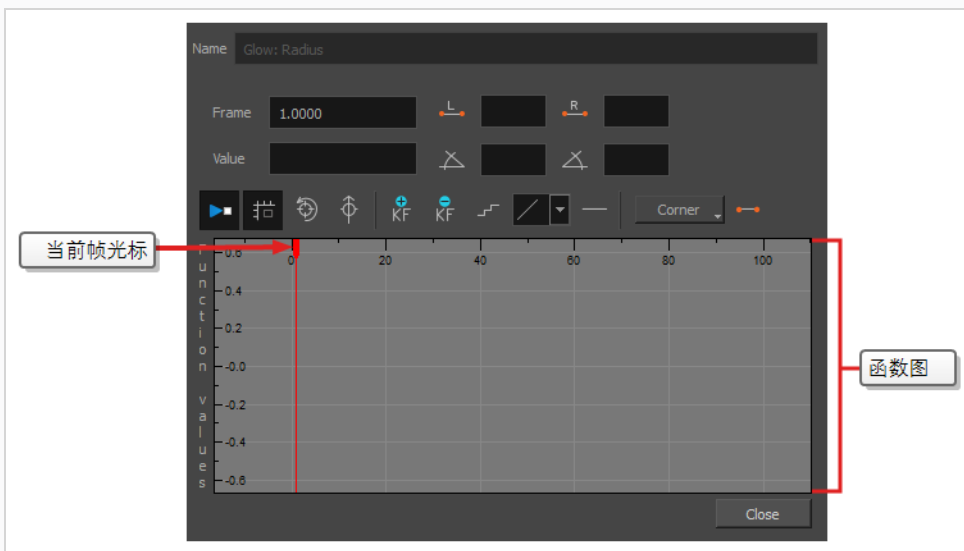 Name Glow: Radius
Frame 1.0000 L R
Value
KF KF Corner
当前帧光标
0 20 40 60 80 100
-0.6
-0.4
-0.2
-0.0
-0.2
-0.4
-0.6
Function values
函数图
Close